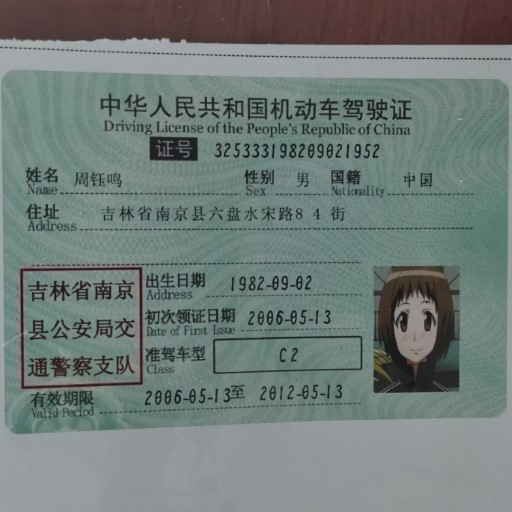 中华人民共和国机动车驾驶证
Driving License of the People's Republic of China
证号 325333198209021952
姓名 周钰鸣 性别 男 国籍 中国
Name Sex Nationality
住址 吉林省南京县六盘水宋路84街
Address
吉林省南京
县公安局交
通警察支队
出生日期 1982-09-02
Address
初次领证日期 2006-05-13
Date of First Issue
准驾车型 C2
Class
有效期限 2006-05-13至 2012-05-13
Valid Period